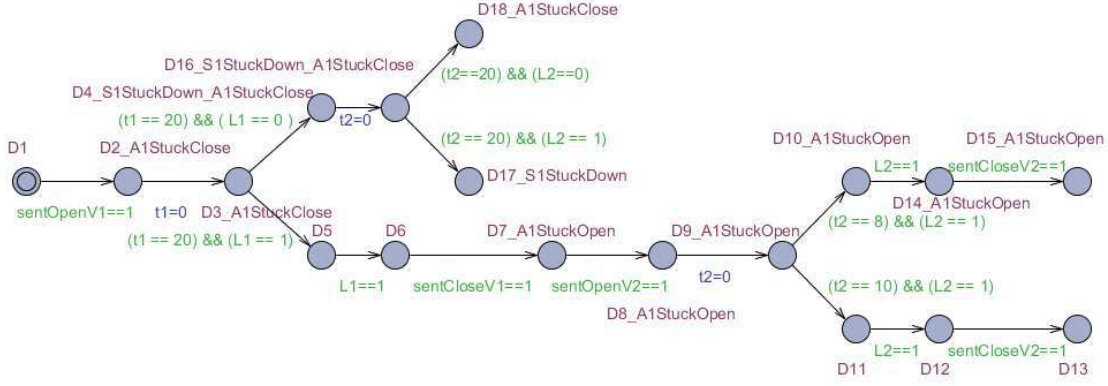 D18_A1StuckClose
D16_S1StuckDown_A1StuckClose
(t2==20) && (L2==0)
D4_S1StuckDown_A1StuckClose
(t1 == 20) && ( L1 == 0 )
t2=0
(t2 == 20) && (L2 == 1)
D1
D2_A1StuckClose
D10_A1StuckOpen
D15_A1StuckOpen
L2==1
sentCloseV2==1
D17_S1StuckDown
sentOpenV1==1
t1=0
D3_A1StuckClose
D14_A1StuckOpen
(t2 == 8) && (L2 == 1)
(t1 == 20) && (L1 == 1)
D5
D6
D7_A1StuckOpen
D9_A1StuckOpen
L1==1
sentCloseV1==1
sentOpenV2==1
t2=0
(t2 == 10) && (L2 == 1)
D8_A1StuckOpen
L2==1
sentCloseV2==1
D11
D12
D13